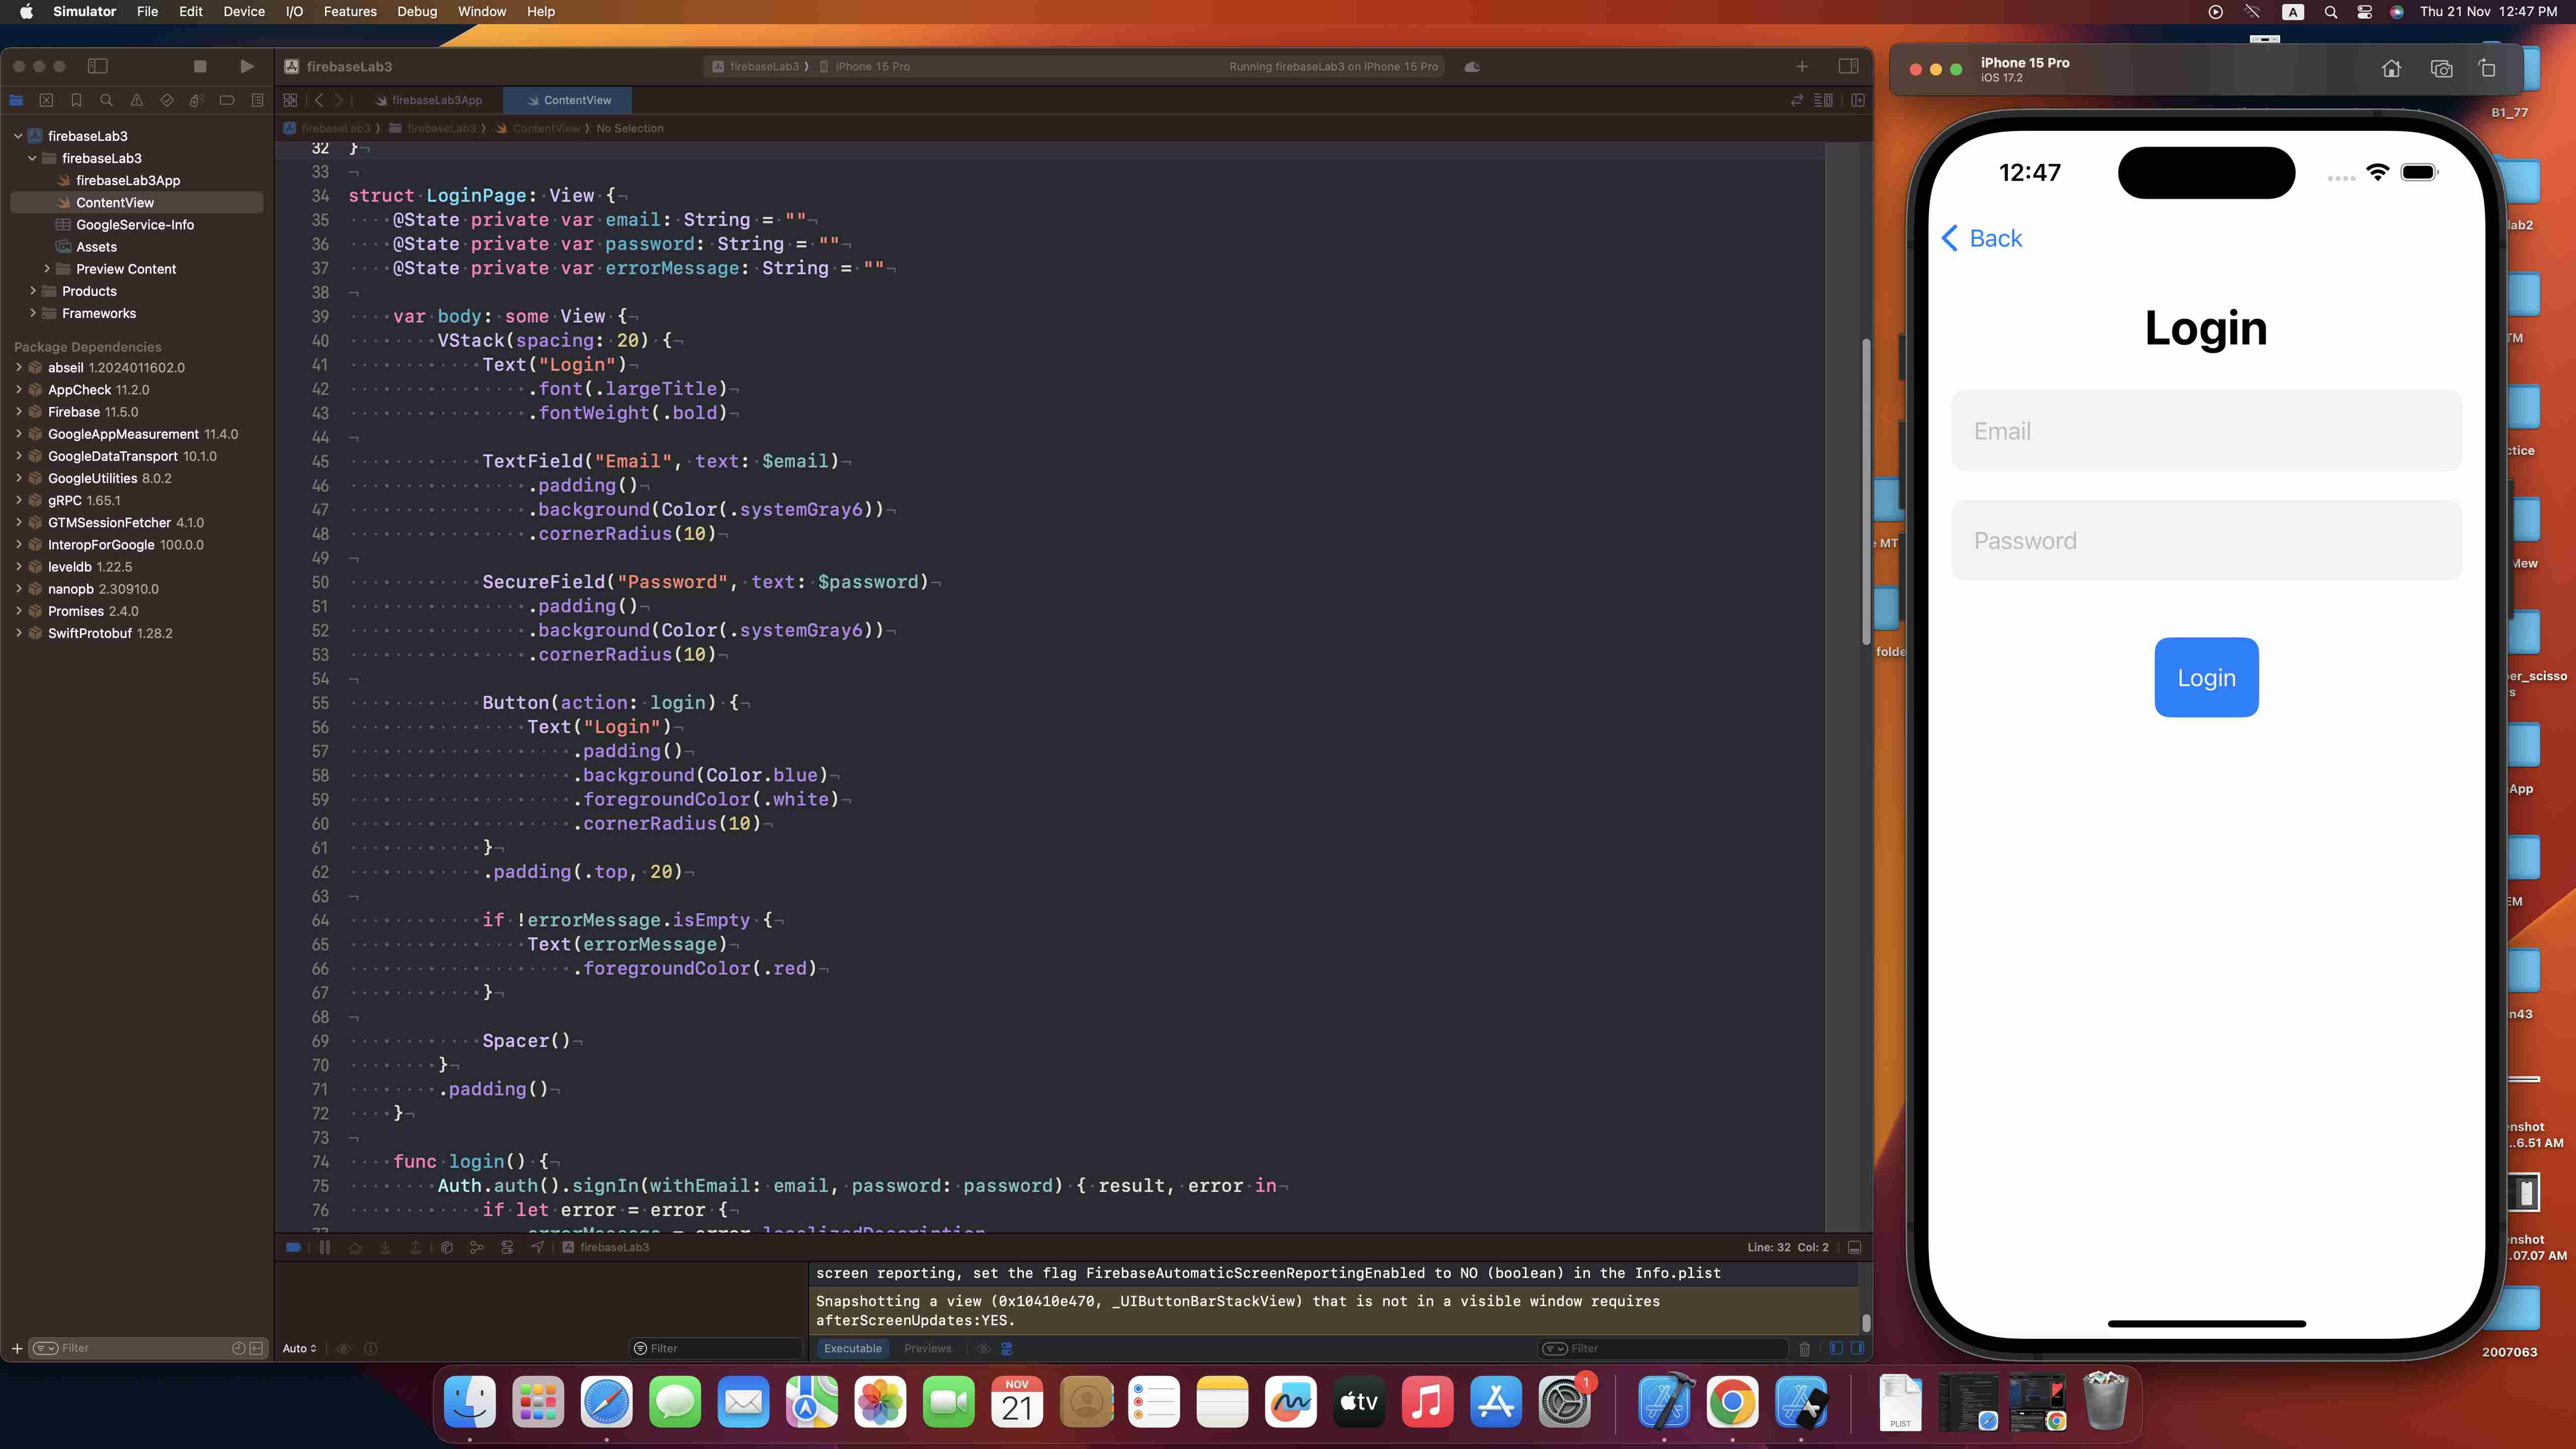 Simulator File Edit Device I/O Features Debug Window Help
A
Thu 21 Nov 12:47 PM
firebaseLab3
firebaseLab3 ⟩ iPhone 15 Pro
Running firebaseLab3 on iPhone 15 Pro
firebaseLab3App
ContentView
firebaseLab3 ⟩ firebaseLab3 ⟩ ContentView ⟩ No Selection
firebaseLab3
firebaseLab3
firebaseLab3App
ContentView
GoogleService-Info
Assets
Preview Content
Products
Frameworks
Package Dependencies
abseil 1.2024011602.0
AppCheck 11.2.0
Firebase 11.5.0
GoogleAppMeasurement 11.4.0
GoogleDataTransport 10.1.0
GoogleUtilities 8.0.2
gRPC 1.65.1
GTMSessionFetcher 4.1.0
InteropForGoogle 100.0.0
leveldb 1.22.5
nanopb 2.30910.0
Promises 2.4.0
SwiftProtobuf 1.28.2
Filter
32 }
33
34 struct LoginPage: View {
35 @State private var email: String = ""
36 @State private var password: String = ""
37 @State private var errorMessage: String = ""
38
39 var body: some View {
40 VStack(spacing: 20) {
41 Text("Login")
42 .font(.largeTitle)
43 .fontWeight(.bold)
44
45 TextField("Email", text: $email)
46 .padding()
47 .background(Color(.systemGray6))
48 .cornerRadius(10)
49
50 SecureField("Password", text: $password)
51 .padding()
52 .background(Color(.systemGray6))
53 .cornerRadius(10)
54
55 Button(action: login) {
56 Text("Login")
57 .padding()
58 .background(Color.blue)
59 .foregroundColor(.white)
60 .cornerRadius(10)
61 }
62 .padding(.top, 20)
63
64 if !errorMessage.isEmpty {
65 Text(errorMessage)
66 .foregroundColor(.red)
67 }
68
69 Spacer()
70 }
71 .padding()
72 }
73
74 func login() {
75 Auth.auth().signIn(withEmail: email, password: password) { result, error in
76 if let error = error {
77 errorMessage = error.localizedDescription
firebaseLab3
Line: 32 Col: 2
screen reporting, set the flag FirebaseAutomaticScreenReportingEnabled to NO (boolean) in the Info.plist
Snapshotting a view (0x10410e470, _UIButtonBarStackView) that is not in a visible window requires
afterScreenUpdates:YES.
Auto
Filter
Executable
Previews
Filter
iPhone 15 Pro
iOS 17.2
12:47
Back
Login
Email
Password
Login
B1_77
lab2
TM
ctice
Mew
er_scisso
rs
App
EM
n43
enshot
...6.51 AM
enshot
.07.07 AM
2007063
MT
folde
NOV
21
tv
1
PLIST